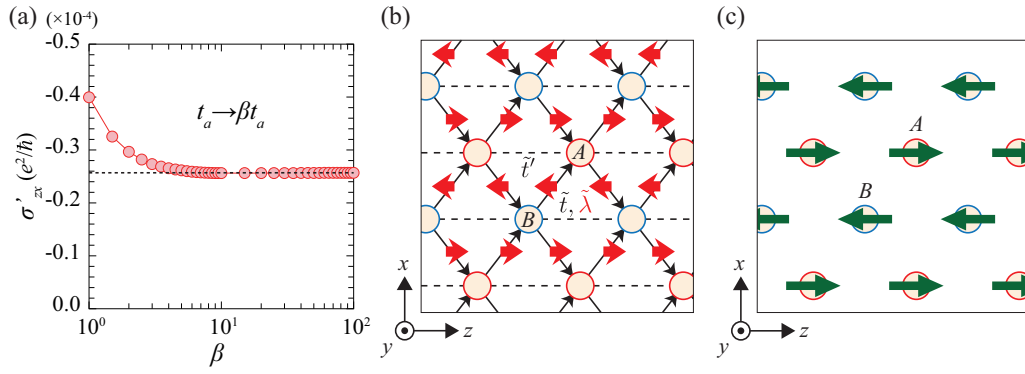 (a) (×10⁻⁴)
-0.5
-0.4
-0.3
-0.2
-0.1
0.0
σ'zx (e²/ħ)
tₐ→βtₐ
10⁰ 10¹ 10²
β
(b)
A
t̃'
t̃, λ̃
B
x
y z
(c)
A
B
x
y z